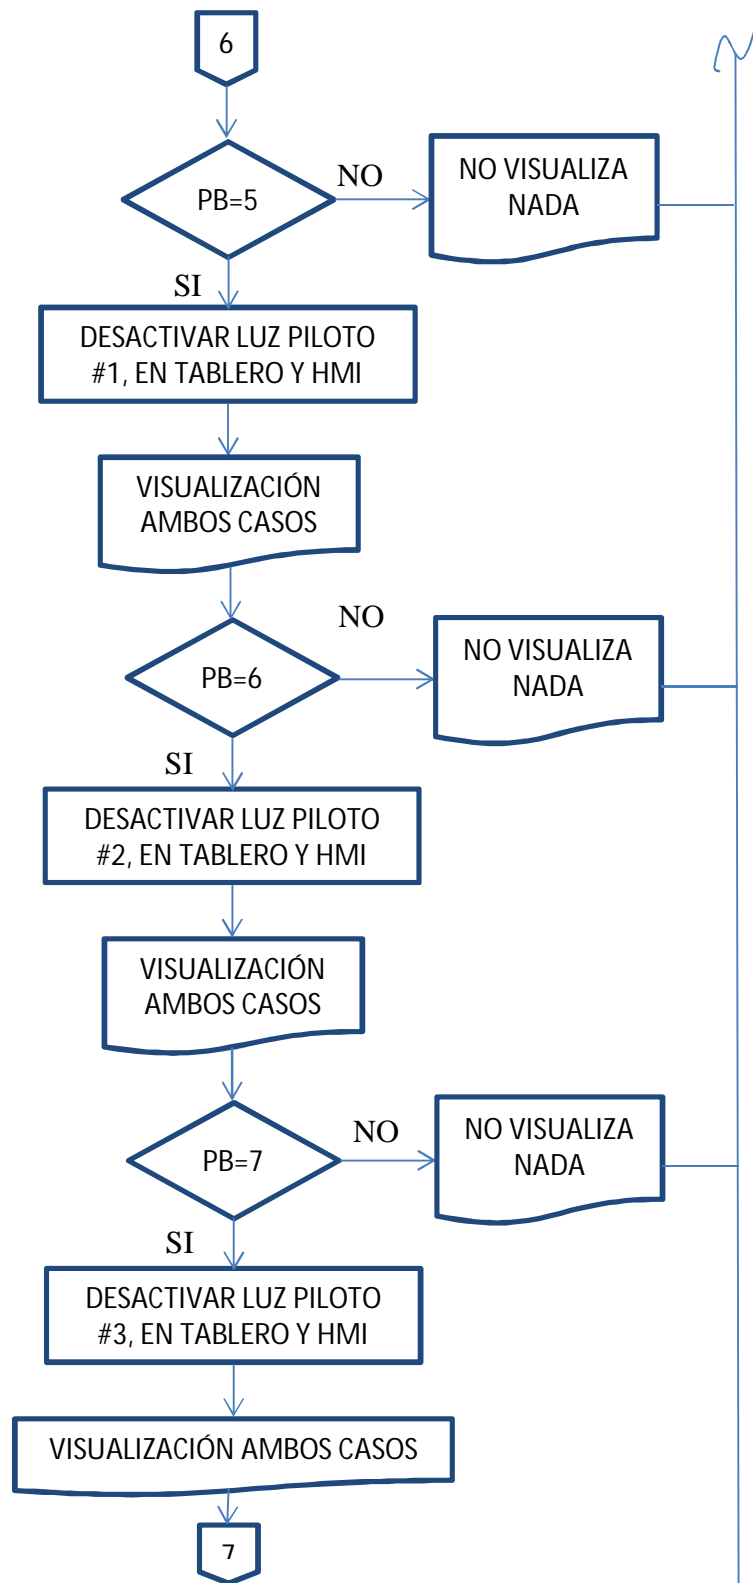 6
PB=5
NO
NO VISUALIZA
NADA
SI
DESACTIVAR LUZ PILOTO
#1, EN TABLERO Y HMI
VISUALIZACIÓN
AMBOS CASOS
PB=6
NO
NO VISUALIZA
NADA
SI
DESACTIVAR LUZ PILOTO
#2, EN TABLERO Y HMI
VISUALIZACIÓN
AMBOS CASOS
PB=7
NO
NO VISUALIZA
NADA
SI
DESACTIVAR LUZ PILOTO
#3, EN TABLERO Y HMI
VISUALIZACIÓN AMBOS CASOS
7